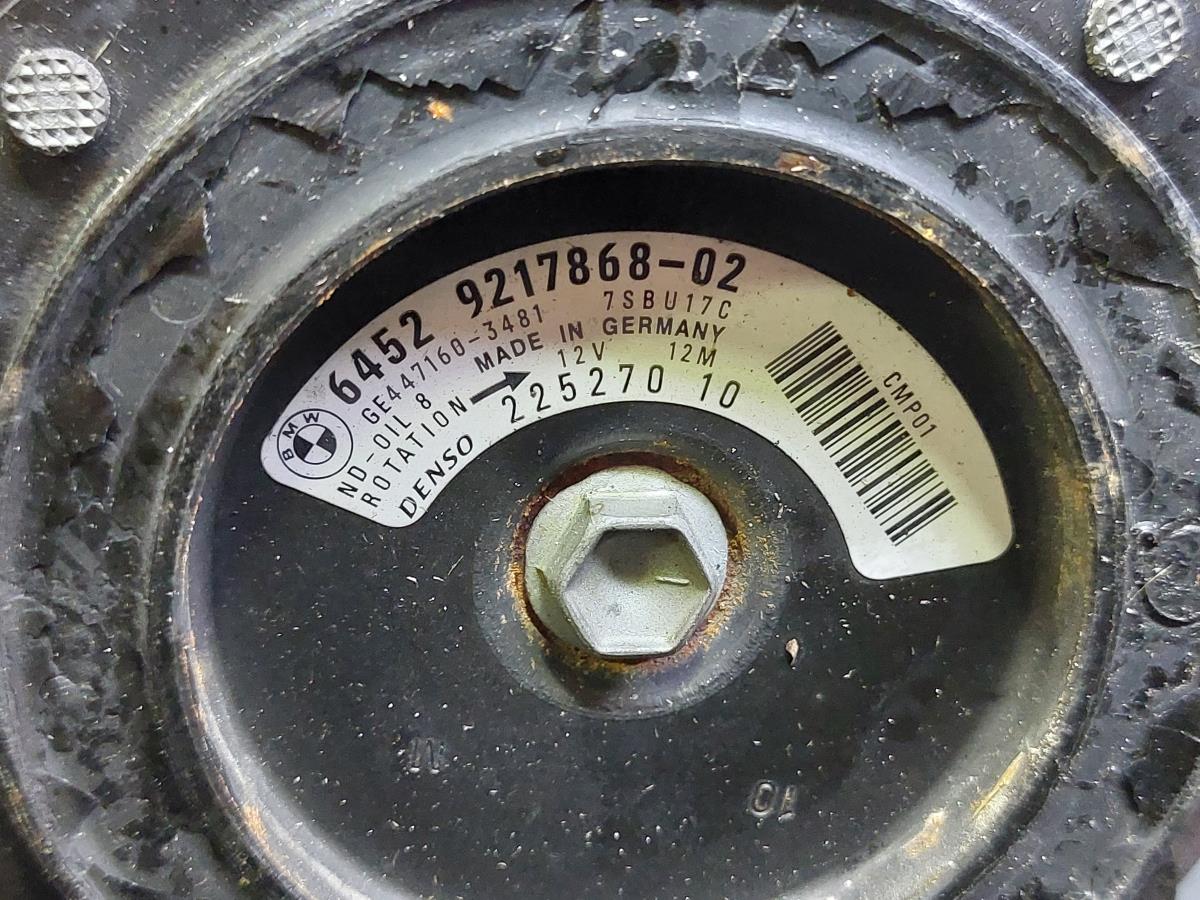 BMW
6452 9217868-02
GE447160-3481 7SBU17C
ND-OIL 8 MADE IN GERMANY
ROTATION 12V 12M
DENSO 225270 10
CMP01